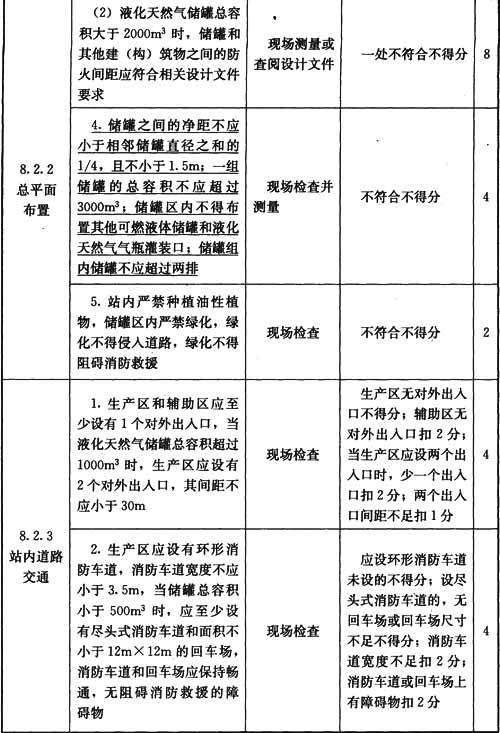 （2）液化天然气储罐总容
积大于 2000m³ 时，储罐和
其他建（构）筑物之间的防
火间距应符合相关设计文件
要求
现场测量或
查阅设计文件
一处不符合不得分
8
8.2.2
总平面
布置
4. 储罐之间的净距不应
小于相邻储罐直径之和的
1/4，且不小于 1.5m；一组
储罐的总容积不应超过
3000m³；储罐区内不得布
置其他可燃液体储罐和液化
天然气气瓶灌装口；储罐组
内储罐不应超过两排
现场检查并
测量
不符合不得分
4
5. 站内严禁种植油性植
物，储罐区内严禁绿化，绿
化不得侵入道路，绿化不得
阻碍消防救援
现场检查
不符合不得分
2
8.2.3
站内道路
交通
1. 生产区和辅助区应至
少设有 1 个对外出入口，当
液化天然气储罐总容积超过
1000m³ 时，生产区应设有
2 个对外出入口，其间距不
应小于 30m
现场检查
生产区无对外出入
口不得分；辅助区无
对外出入口扣 2 分；
当生产区应设两个出
入口时，少一个出入
口扣 2 分；两个出入
口间距不足扣 1 分
4
2. 生产区应设有环形消
防车道，消防车道宽度不应
小于 3.5m，当储罐总容积
小于 500m³ 时，应至少设
有尽头式消防车道和面积不
小于 12m×12m 的回车场，
消防车道和回车场应保持畅
通，无阻碍消防救援的障
碍物
现场检查
应设环形消防车道
未设的不得分；设尽
头式消防车道的，无
回车场或回车场尺寸
不足不得分；消防车
道宽度不足扣 2 分；
消防车道或回车场上
有障碍物扣 2 分
4